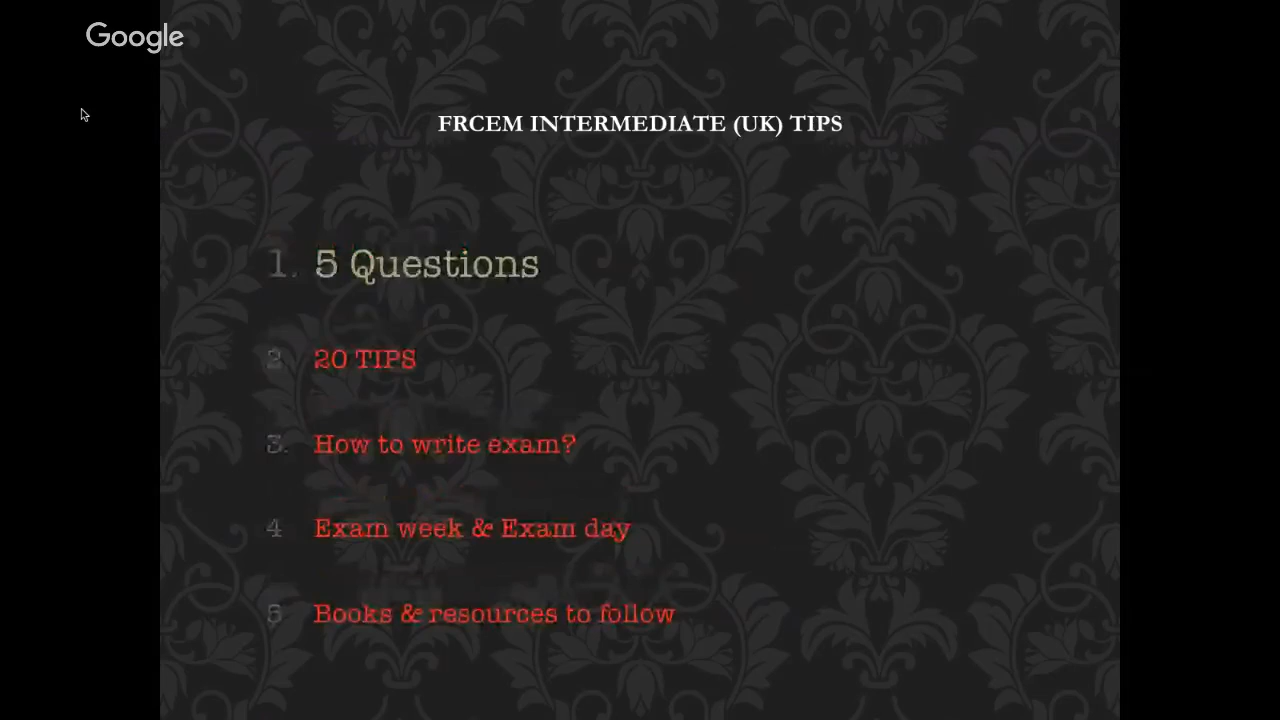 Google
FRCEM INTERMEDIATE (UK) TIPS
1. 5 Questions
2. 20 TIPS
3. How to write exam?
4 Exam week & Exam day
5 Books & resources to follow